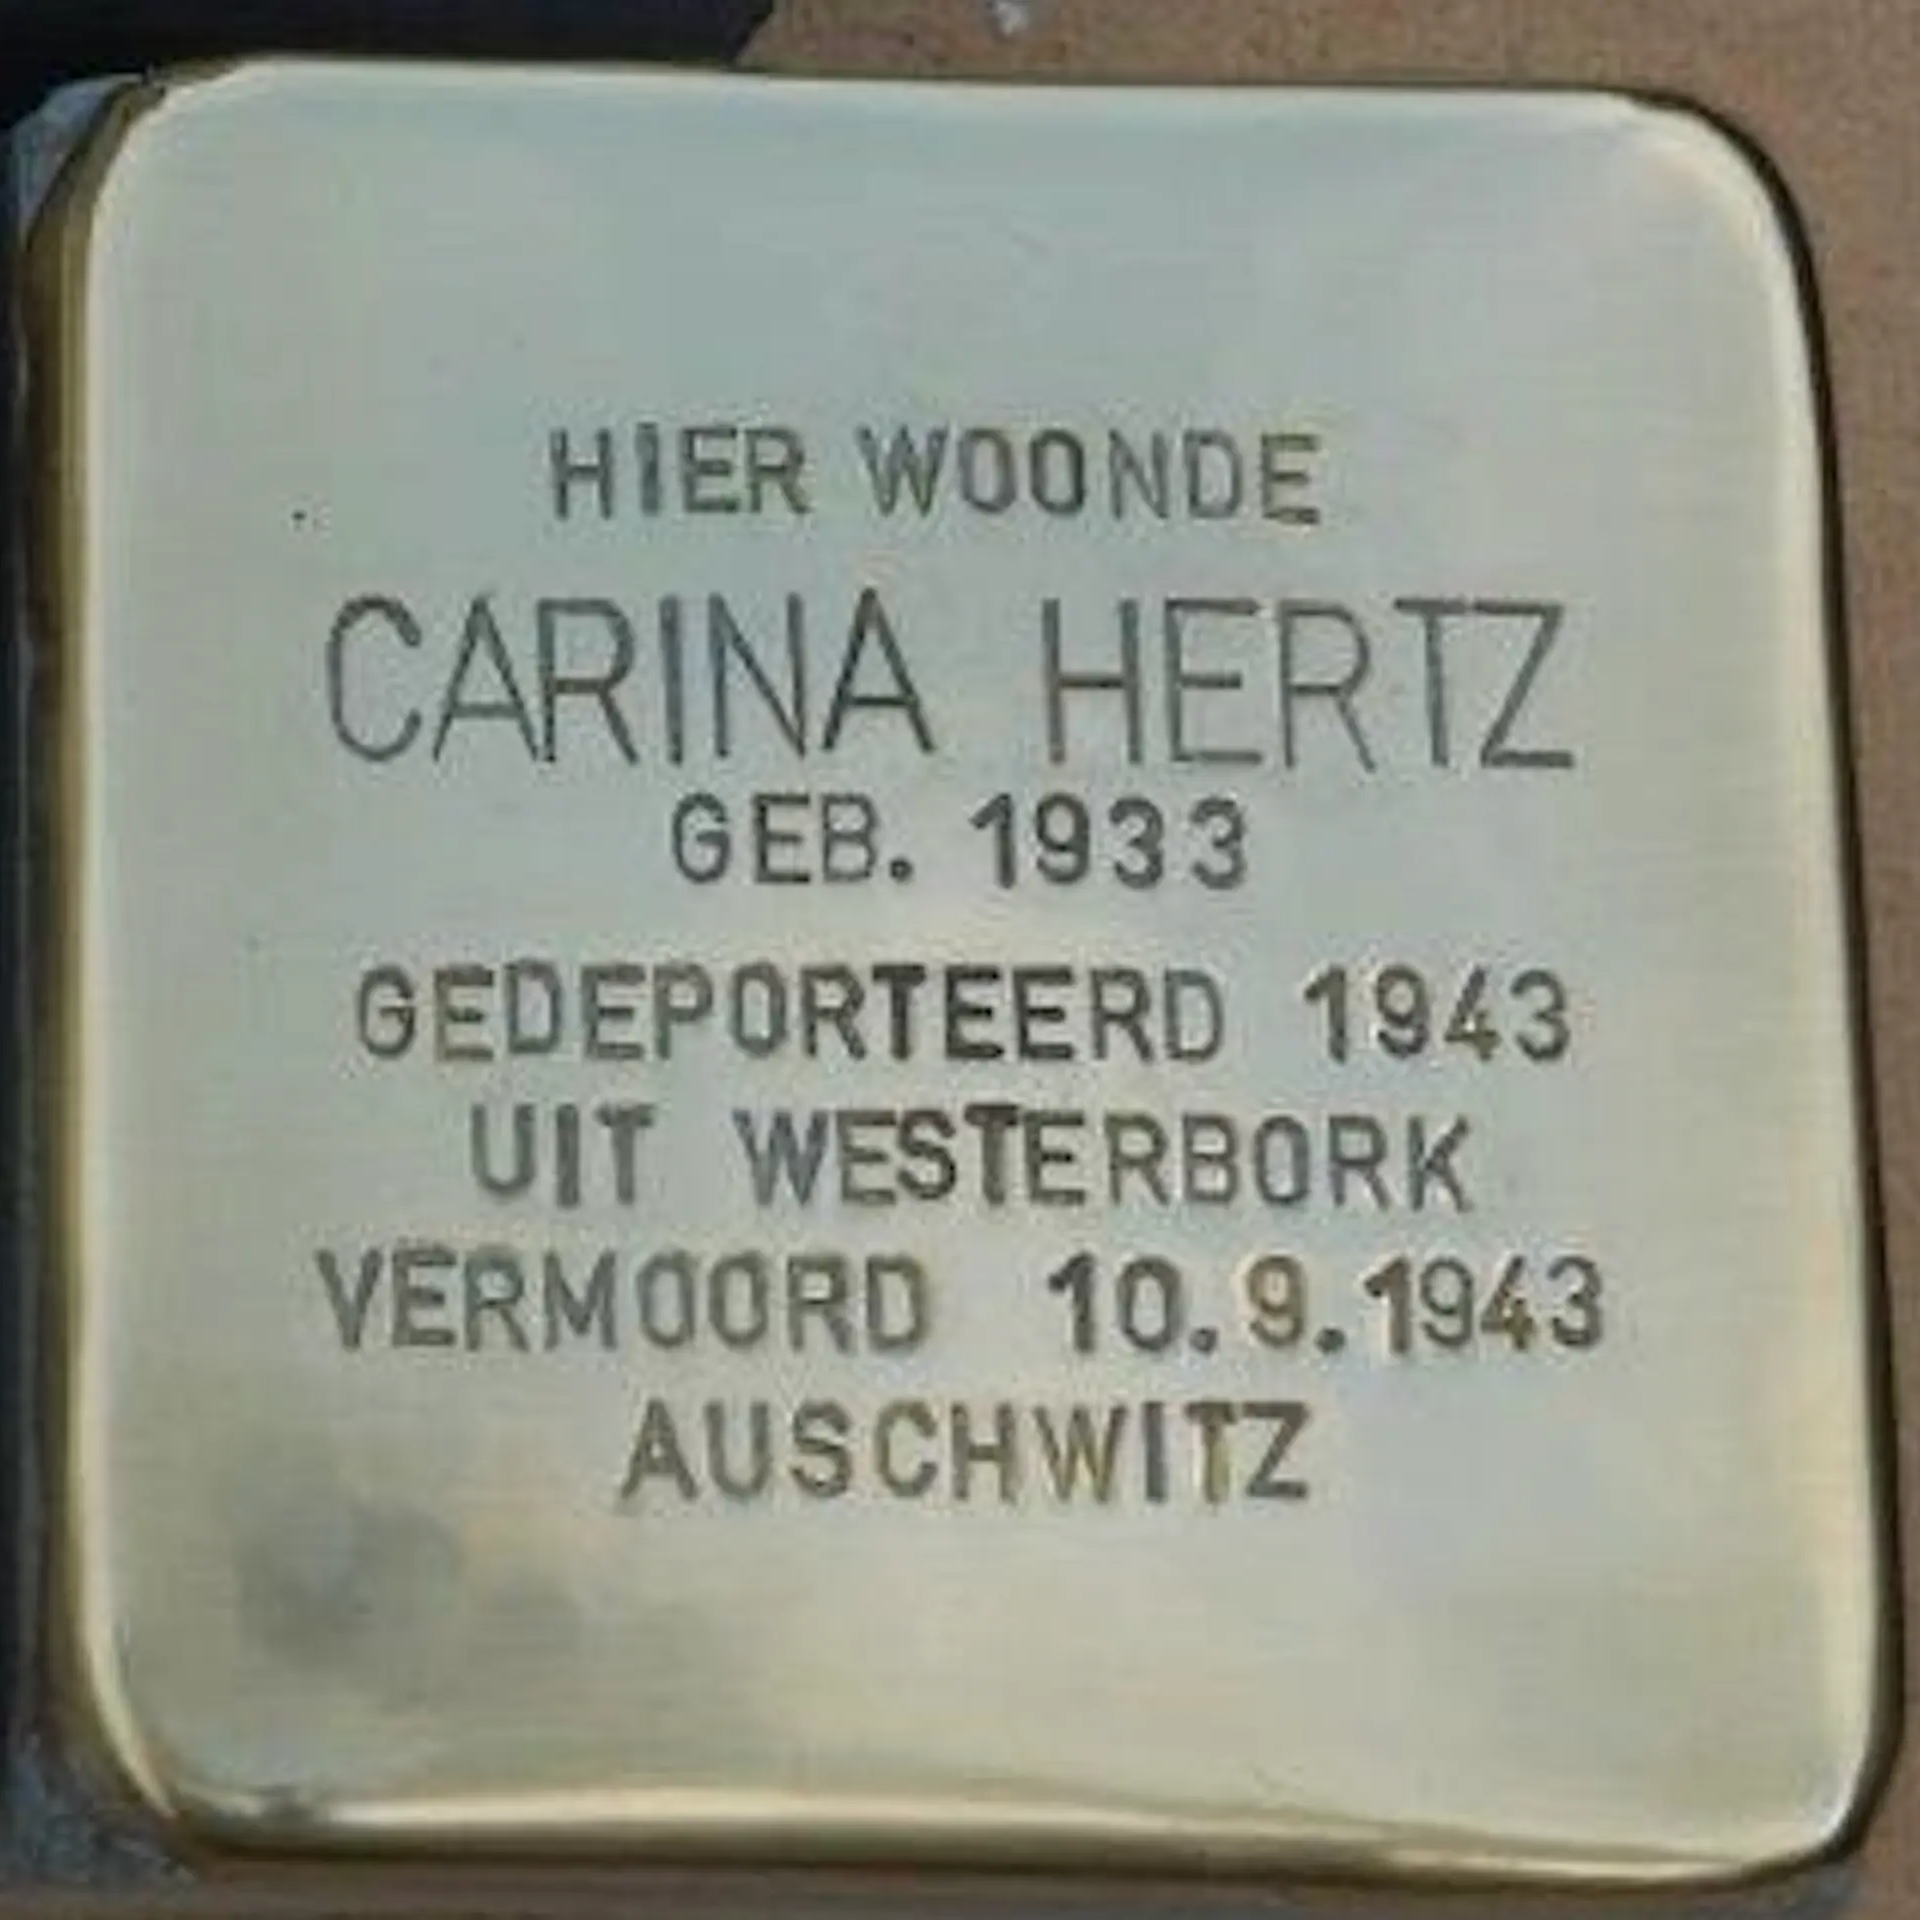 HIER WOONDE
CARINA HERTZ
GEB. 1933
GEDEPORTEERD 1943
UIT WESTERBORK
VERMOORD 10.9.1943
AUSCHWITZ